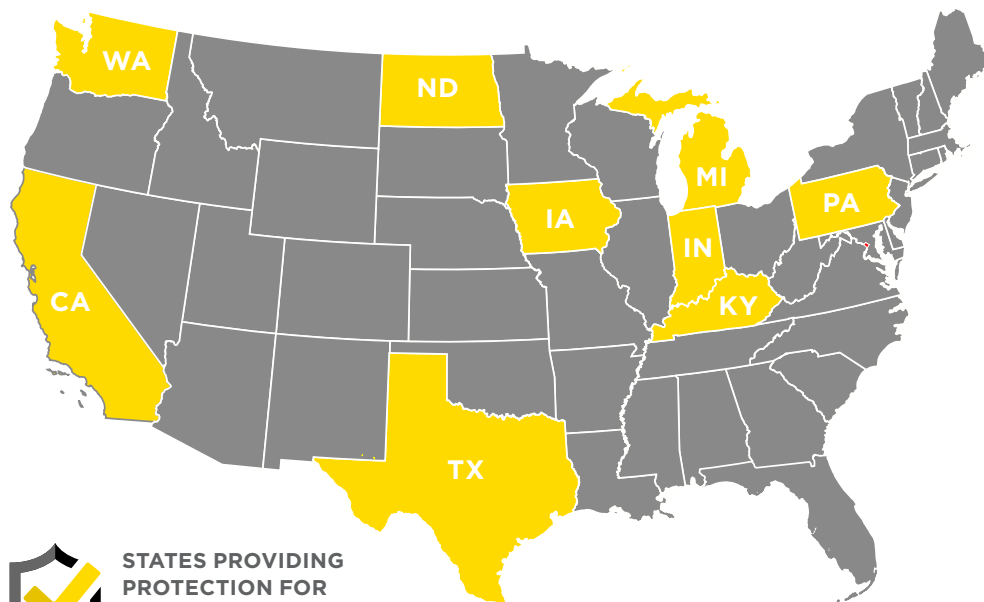 WA
ND
MI
IA
PA
IN
CA
KY
TX
STATES PROVIDING
PROTECTION FOR